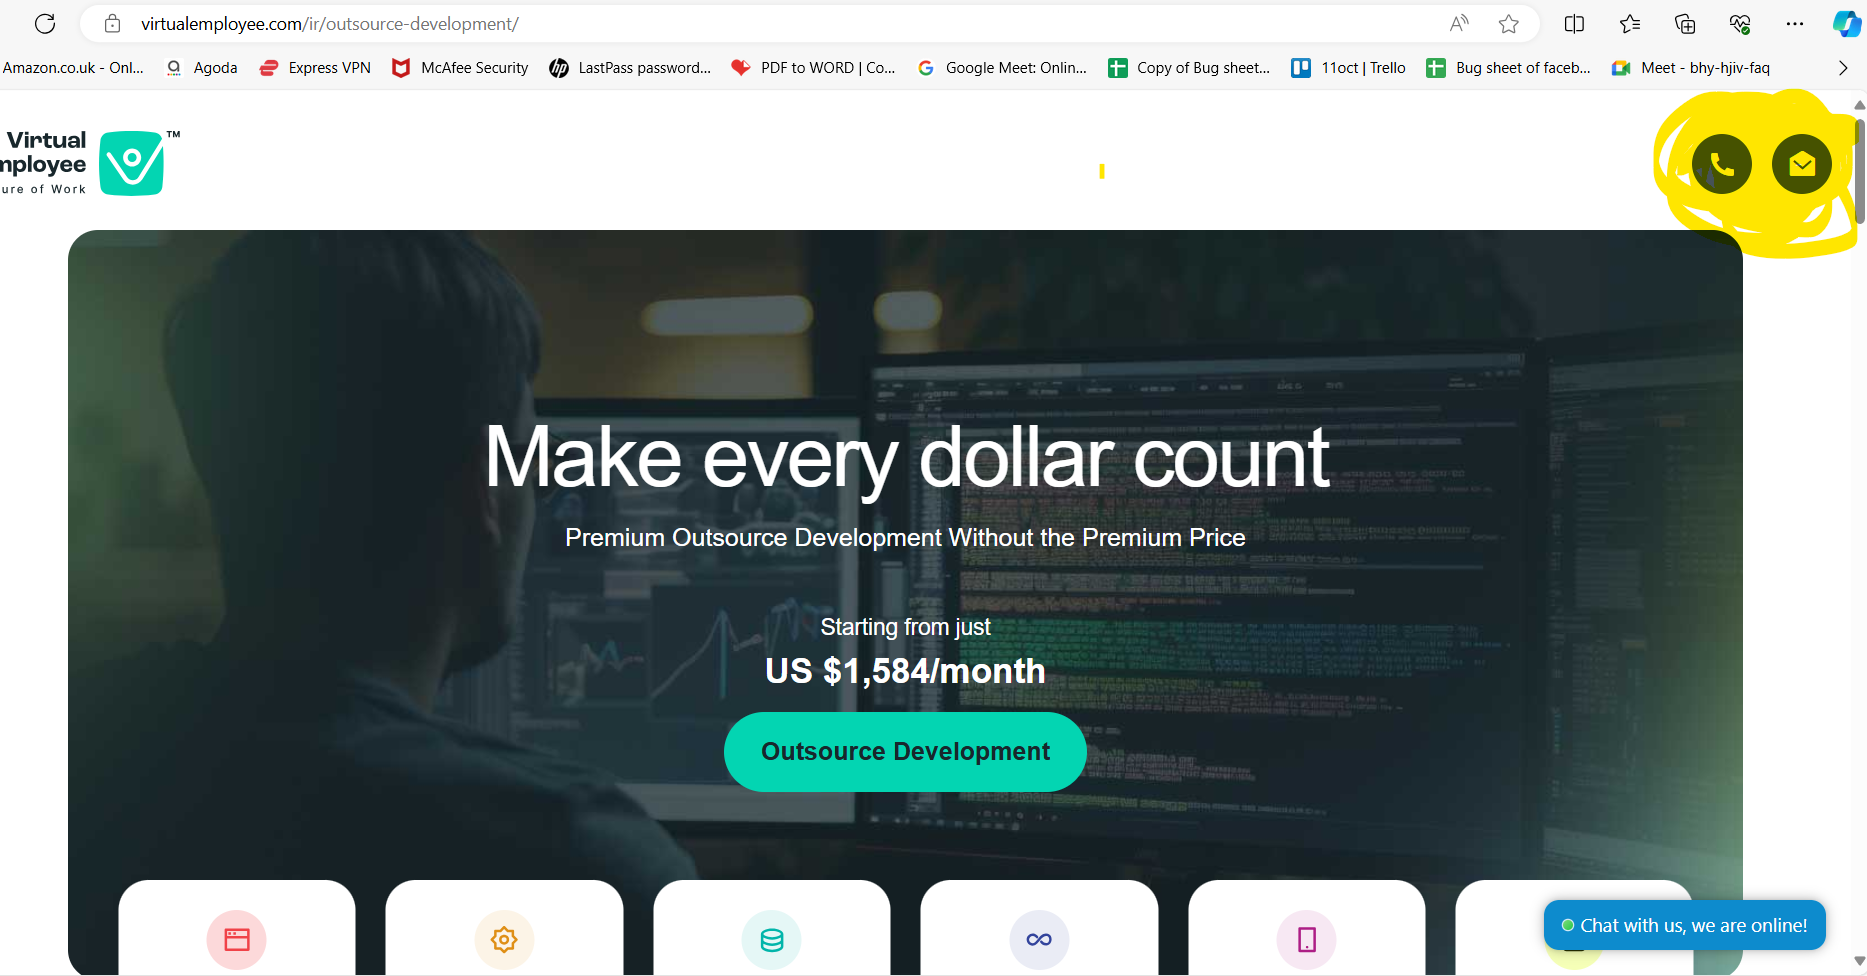 virtualemployee.com/ir/outsource-development/
Amazon.co.uk - Onl... Agoda Express VPN McAfee Security LastPass password... PDF to WORD | Co... Google Meet: Onlin... Copy of Bug sheet... 11oct | Trello Bug sheet of faceb... Meet - bhy-hjiv-faq
Virtual
mployee
ure of Work
TM
Make every dollar count
Premium Outsource Development Without the Premium Price
Starting from just
US $1,584/month
Outsource Development
Chat with us, we are online!